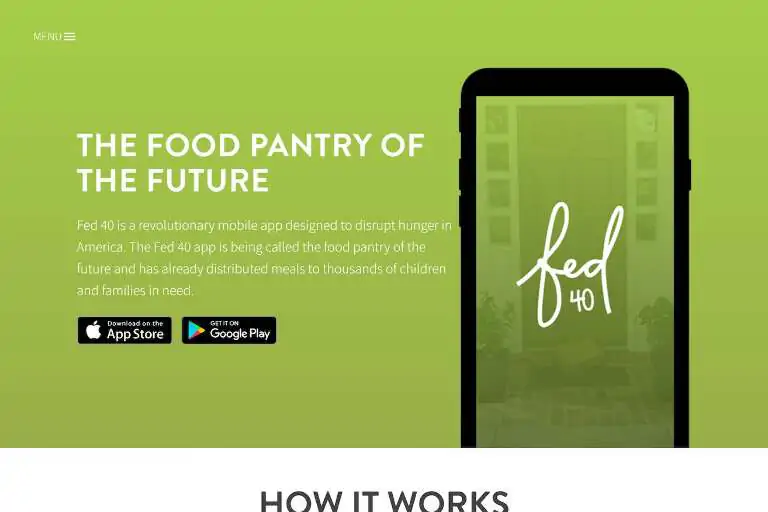 MENU
THE FOOD PANTRY OF
THE FUTURE
Fed 40 is a revolutionary mobile app designed to disrupt hunger in
America. The Fed 40 app is being called the food pantry of the
future and has already distributed meals to thousands of children
and families in need.
Download on the
App Store
GET IT ON
Google Play
fed
40
HOW IT WORKS